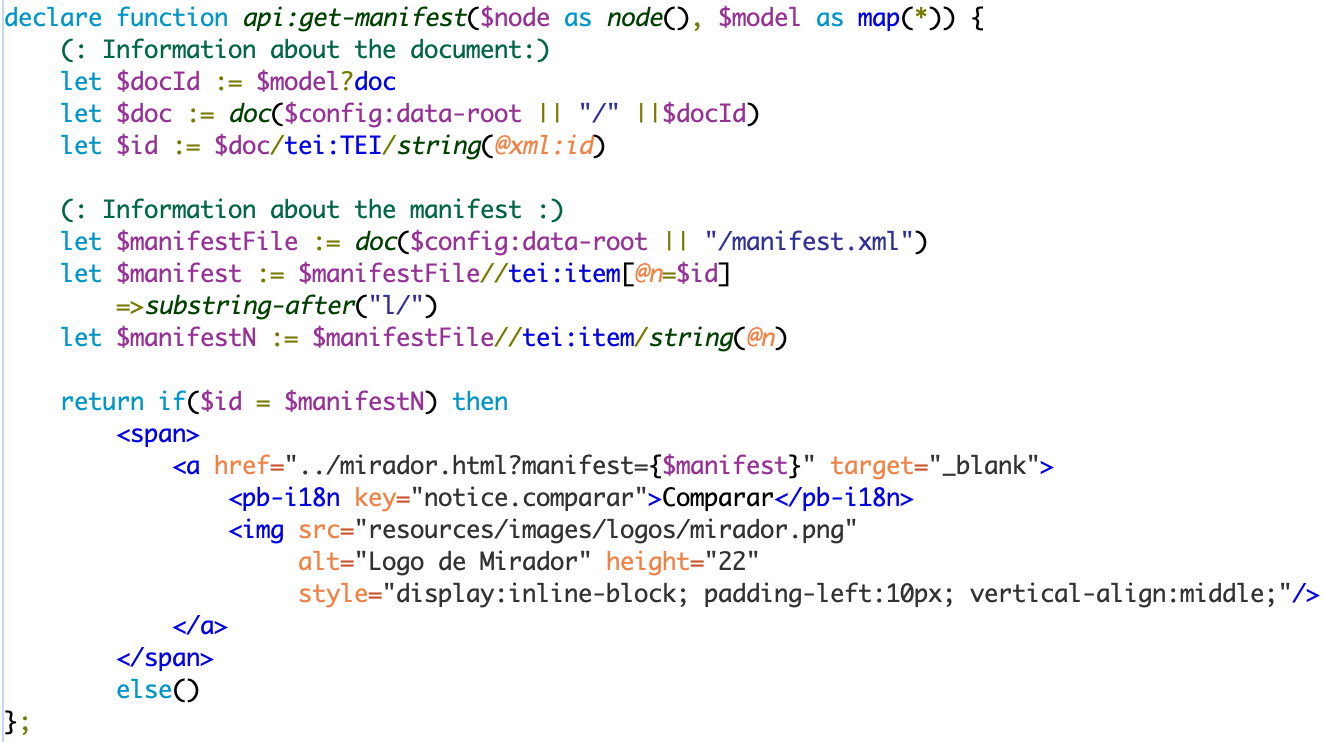 declare function api:get-manifest($node as node(), $model as map(*)) {
    (: Information about the document:)
    let $docId := $model?doc
    let $doc := doc($config:data-root || "/" ||$docId)
    let $id := $doc/tei:TEI/string(@xml:id)

    (: Information about the manifest :)
    let $manifestFile := doc($config:data-root || "/manifest.xml")
    let $manifest := $manifestFile//tei:item[@n=$id]
        =>substring-after("l/")
    let $manifestN := $manifestFile//tei:item/string(@n)

    return if($id = $manifestN) then
        <span>
            <a href="../mirador.html?manifest={$manifest}" target="_blank">
                <pb-i18n key="notice.comparar">Comparar</pb-i18n>
                <img src="resources/images/logos/mirador.png"
                     alt="Logo de Mirador" height="22"
                     style="display:inline-block; padding-left:10px; vertical-align:middle;"/>
            </a>
        </span>
        else()
};